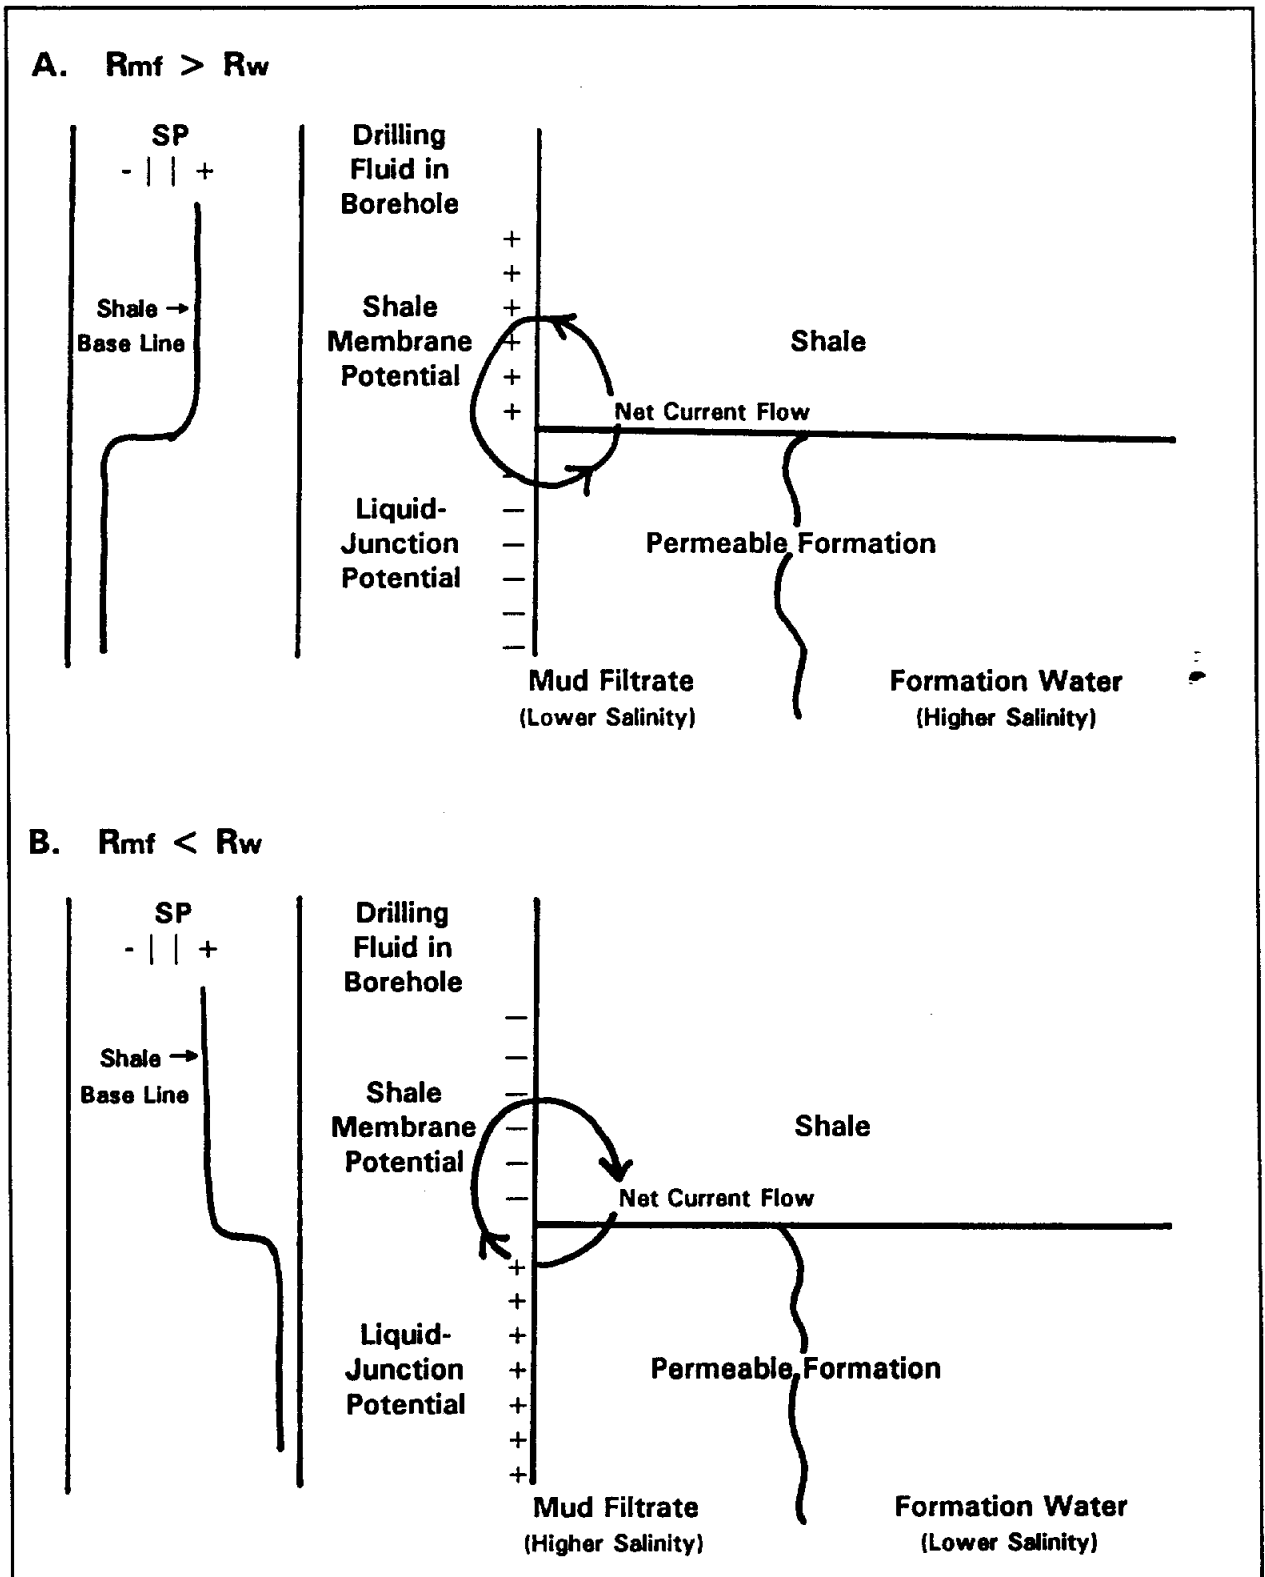 A. Rmf > Rw
SP
- | | +
Shale →
Base Line
Drilling
Fluid in
Borehole
+
+
+
+
+
+
Shale
Membrane
Potential
Shale
Net Current Flow
Liquid-
Junction
Potential
-
—
—
—
—
—
Permeable Formation
Mud Filtrate
(Lower Salinity)
Formation Water
(Higher Salinity)
B. Rmf < Rw
SP
- | | +
Shale →
Base Line
Drilling
Fluid in
Borehole
—
—
—
—
—
—
Shale
Membrane
Potential
Shale
Net Current Flow
+
+
+
+
+
+
+
Liquid-
Junction
Potential
Permeable Formation
Mud Filtrate
(Higher Salinity)
Formation Water
(Lower Salinity)